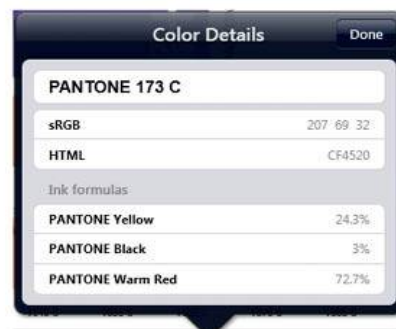 Color Details Done
PANTONE 173 C
sRGB 207 69 32
HTML CF4520
Ink formulas
PANTONE Yellow 24.3%
PANTONE Black 3%
PANTONE Warm Red 72.7%